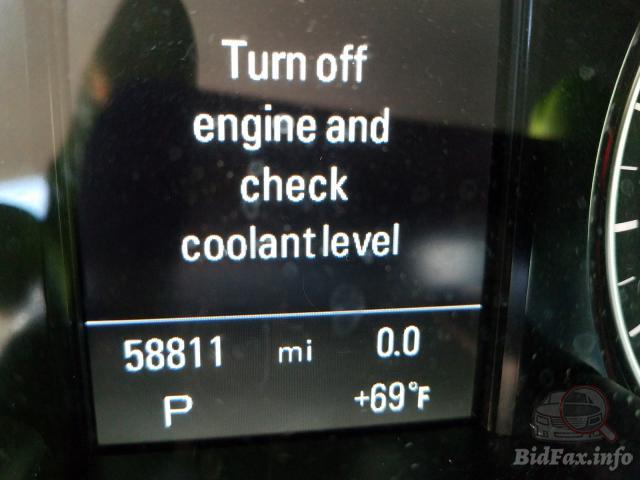 Turn off
engine and
check
coolant level
58811 mi 0.0
P +69°F
BidFax.info